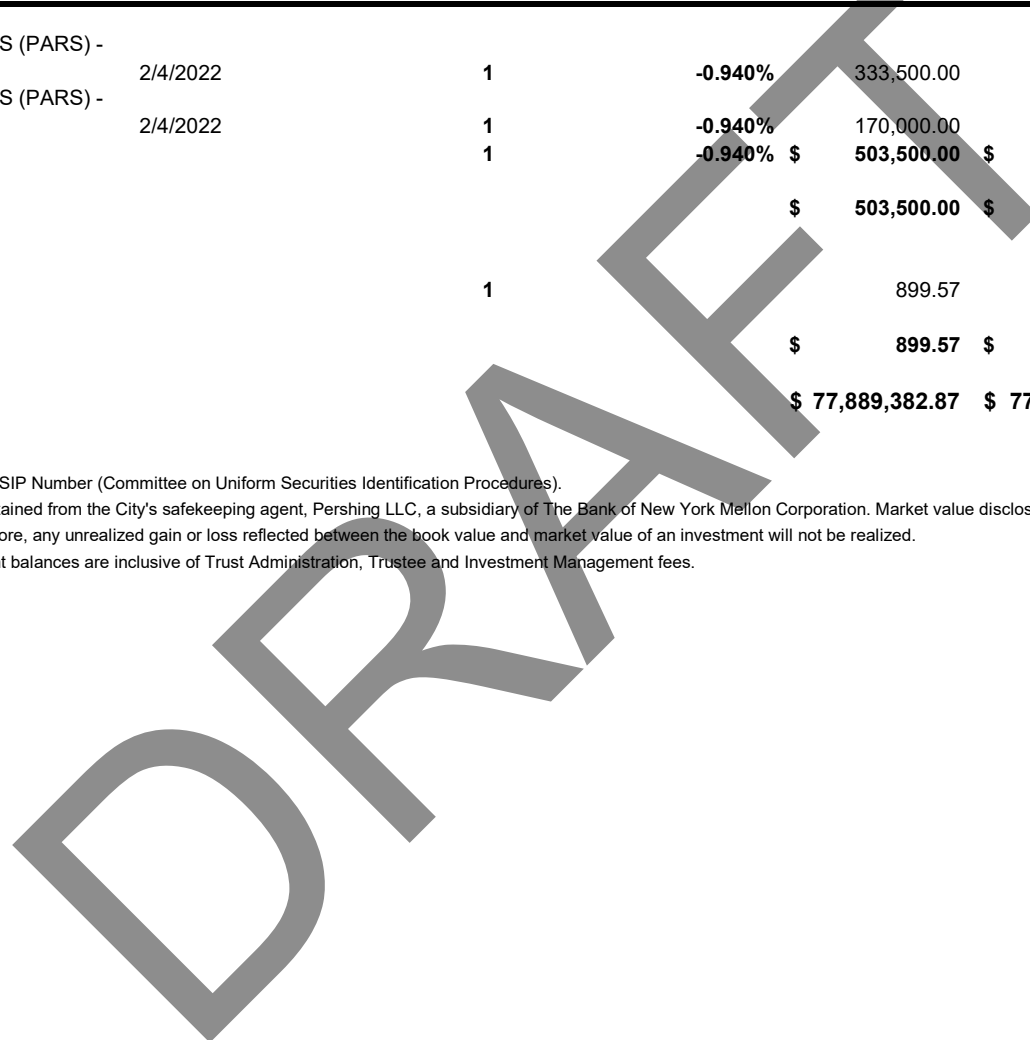 S (PARS) -
2/4/2022 1 -0.940% 333,500.00
S (PARS) -
2/4/2022 1 -0.940% 170,000.00
1 -0.940% $ 503,500.00 $
$ 503,500.00 $
1 899.57
$ 899.57 $
$ 77,889,382.87 $ 77
SIP Number (Committee on Uniform Securities Identification Procedures).
tained from the City's safekeeping agent, Pershing LLC, a subsidiary of The Bank of New York Mellon Corporation. Market value disclos
ore, any unrealized gain or loss reflected between the book value and market value of an investment will not be realized.
t balances are inclusive of Trust Administration, Trustee and Investment Management fees.
DRAFT